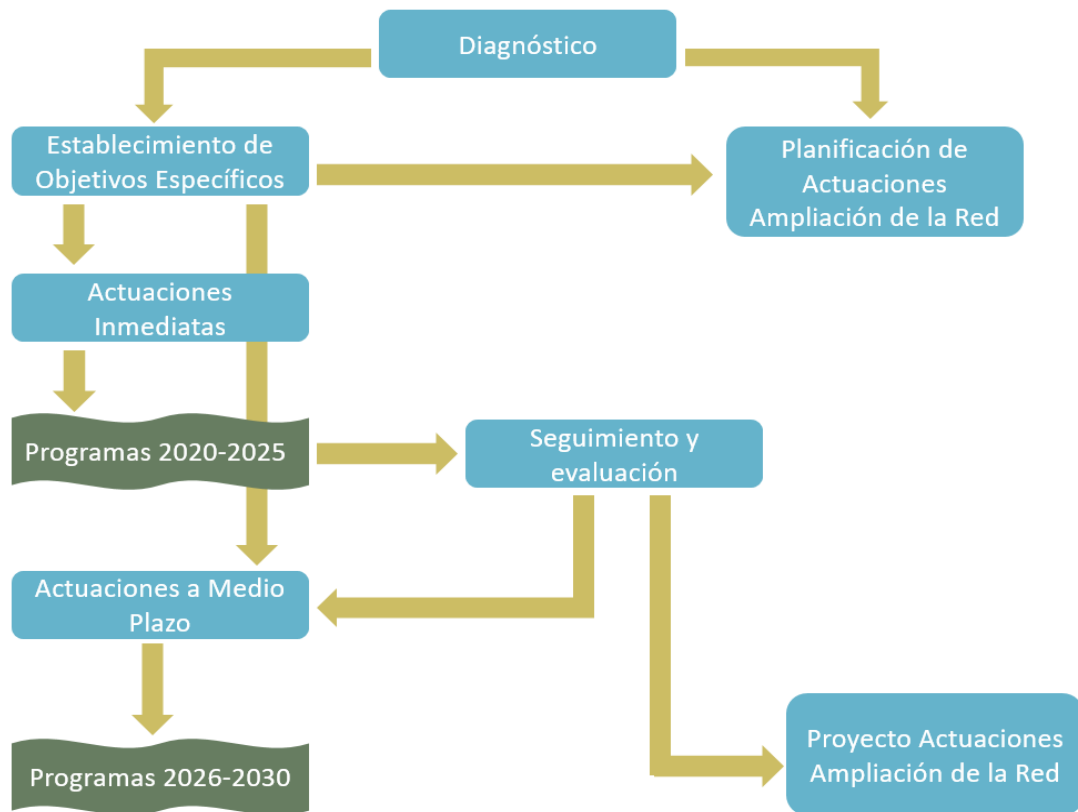 Diagnóstico
Establecimiento de
Objetivos Específicos
Planificación de
Actuaciones
Ampliación de la Red
Actuaciones
Inmediatas
Programas 2020-2025
Seguimiento y
evaluación
Actuaciones a Medio
Plazo
Programas 2026-2030
Proyecto Actuaciones
Ampliación de la Red